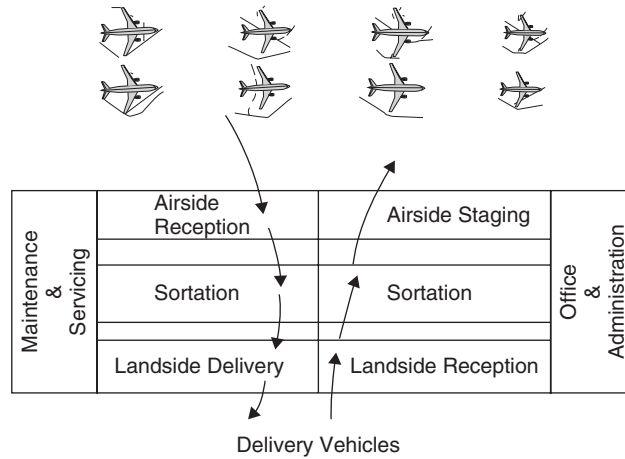 Maintenance
&
Servicing
Airside
Reception
Airside Staging
Sortation
Sortation
Landside Delivery
Landside Reception
Office
&
Administration
Delivery Vehicles